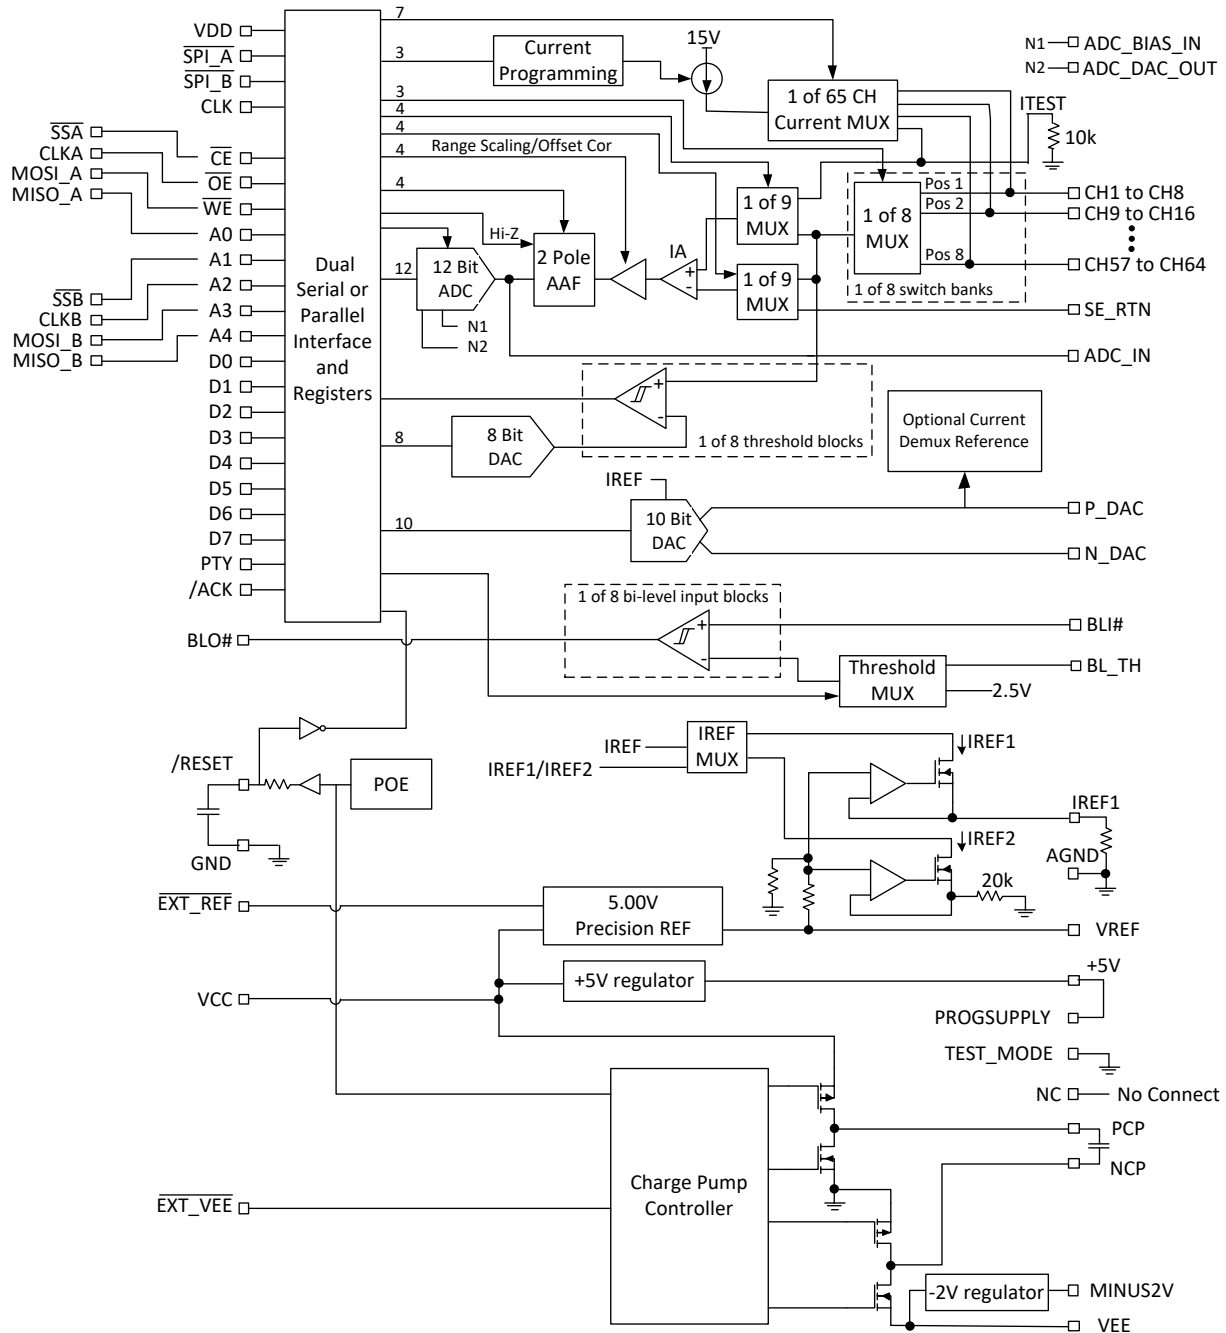 7
VDD
SPI_A
SPI_B
CLK
SSA
CLKA
MOSI_A
MISO_A
CE
OE
WE
A0
A1
A2
A3
A4
SSB
CLKB
MOSI_B
MISO_B
D0
D1
D2
D3
D4
D5
D6
D7
PTY
/ACK
Dual
Serial or
Parallel
Interface
and
Registers
3
3
4
4
4
4
12
8
10
Current
Programming
15V
1 of 65 CH
Current MUX
N1
ADC_BIAS_IN
N2
ADC_DAC_OUT
ITEST
10k
Range Scaling/Offset Cor
Hi-Z
12 Bit
ADC
N1
N2
2 Pole
AAF
IA
+
-
1 of 9
MUX
1 of 9
MUX
1 of 8
MUX
Pos 1
Pos 2
Pos 8
1 of 8 switch banks
CH1 to CH8
CH9 to CH16
CH57 to CH64
SE_RTN
ADC_IN
+
-
1 of 8 threshold blocks
8 Bit
DAC
Optional Current
Demux Reference
IREF
10 Bit
DAC
P_DAC
N_DAC
1 of 8 bi-level input blocks
+
-
BLO#
BLI#
Threshold
MUX
BL_TH
2.5V
/RESET
POE
GND
IREF
IREF1/IREF2
IREF
MUX
IREF1
IREF2
IREF1
AGND
20k
EXT_REF
5.00V
Precision REF
VREF
VCC
+5V regulator
+5V
PROGSUPPLY
TEST_MODE
NC
No Connect
PCP
NCP
Charge Pump
Controller
EXT_VEE
-2V regulator
MINUS2V
VEE